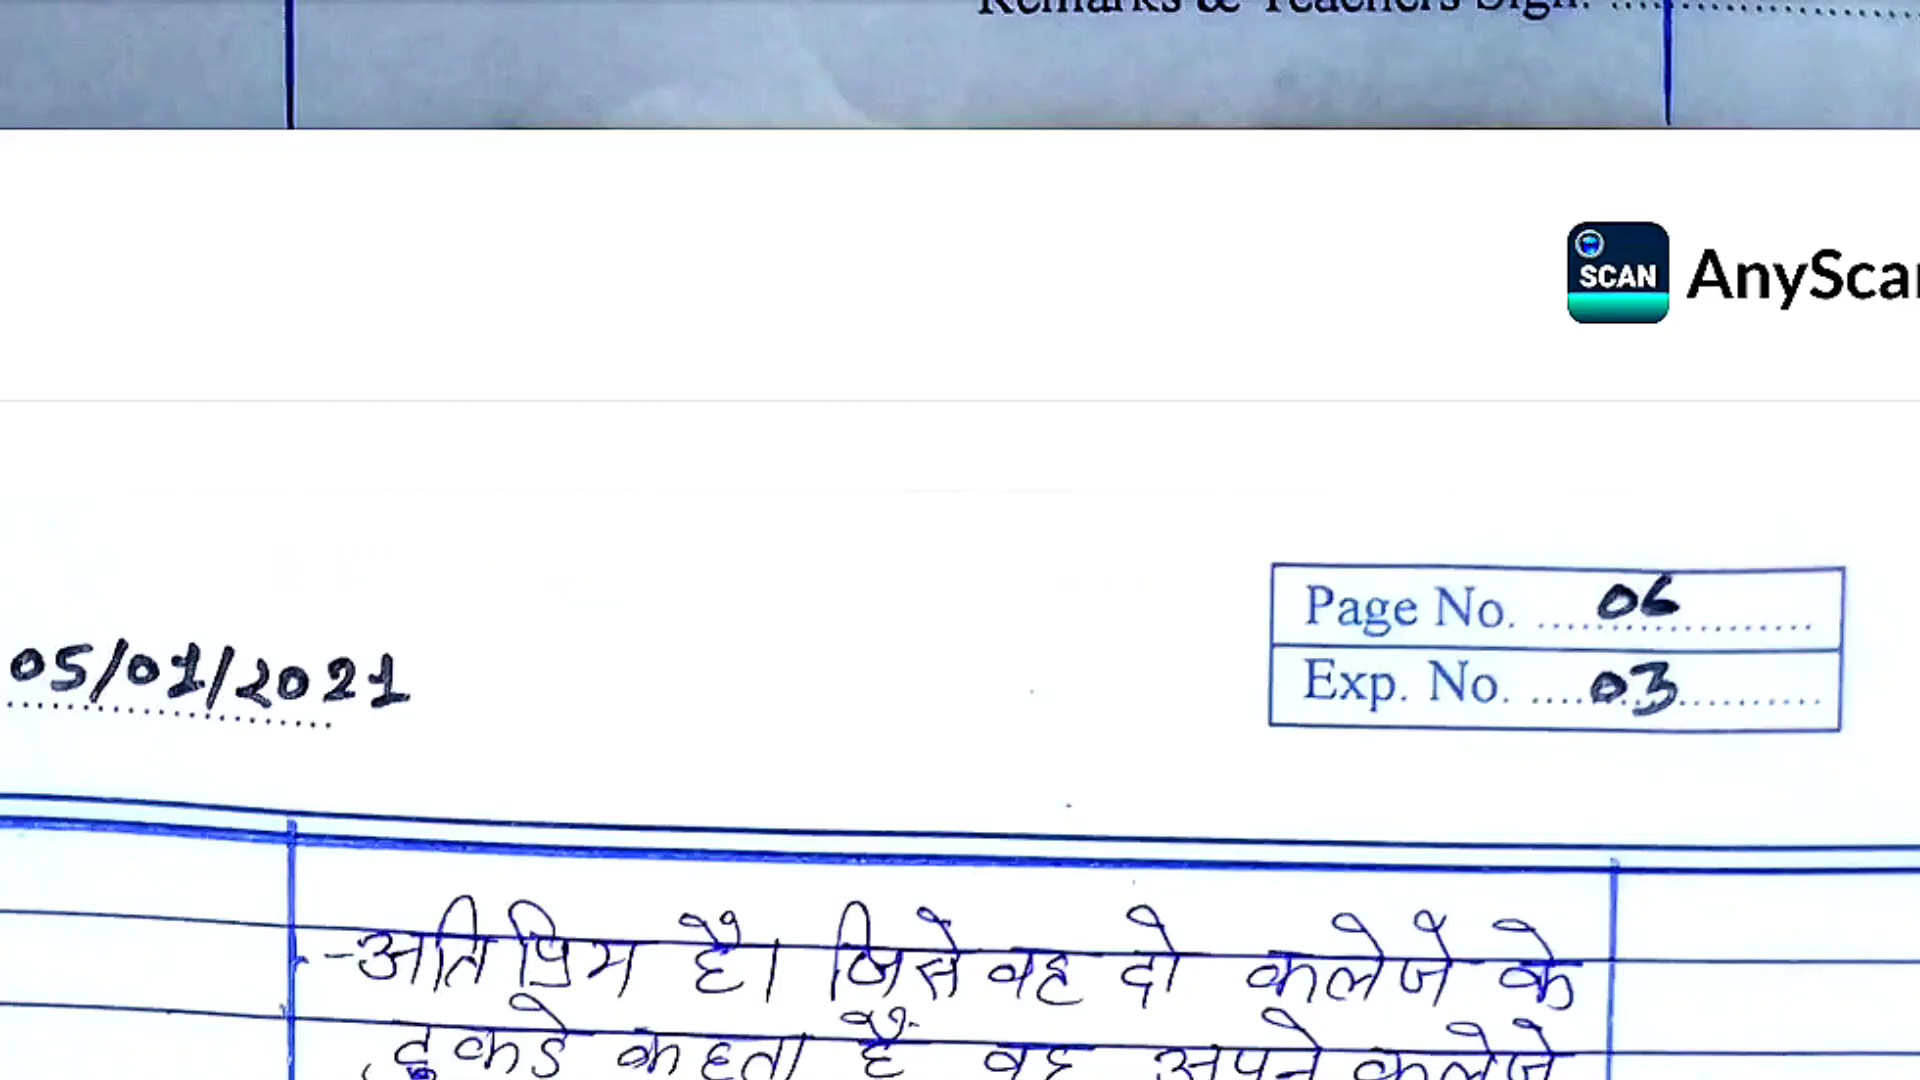 Remarks & Teachers Sign. ............
SCAN
AnyScan
Page No. ....06............
05/01/2021
Exp. No. ....03............
-अतिप्रिय है। जिसे वह दो कलेजे के
टुकडे कहता हैं वह अपने कलेजे